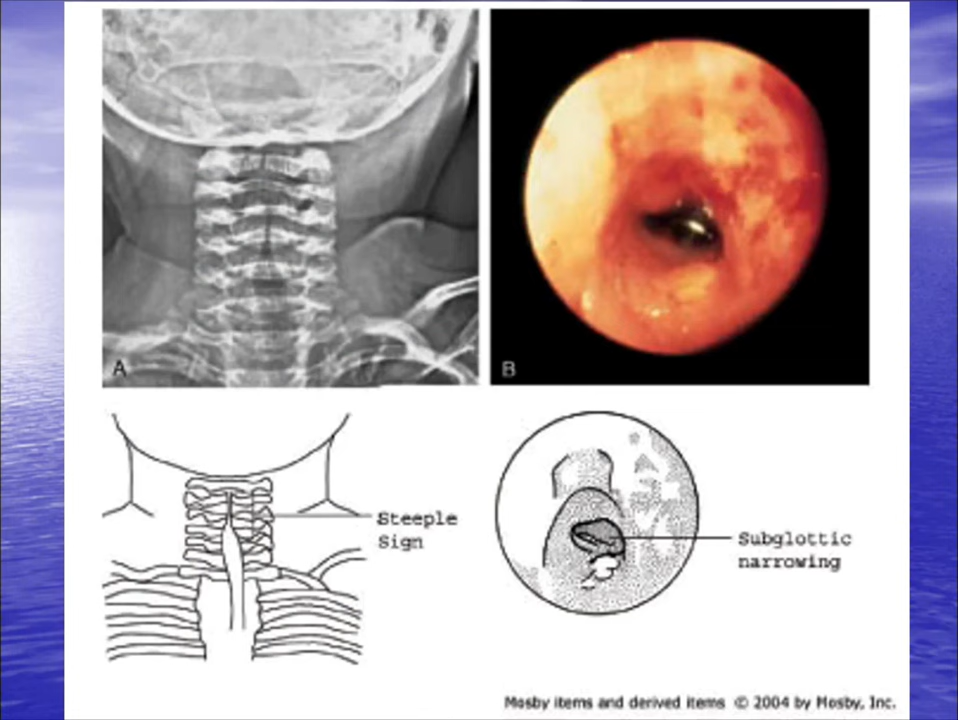 A
B
Steeple
Sign
Subglottic
narrowing
Mosby items and derived items © 2004 by Mosby, Inc.